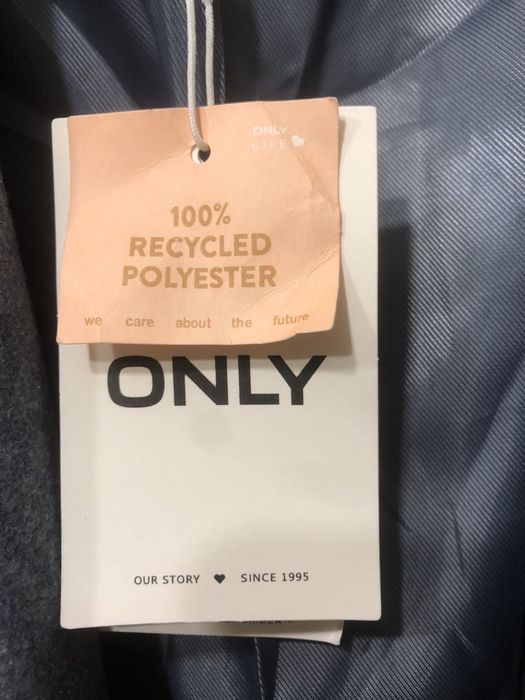 ONLY
LIFE
100%
RECYCLED
POLYESTER
we care about the future
ONLY
OUR STORY ♥ SINCE 1995